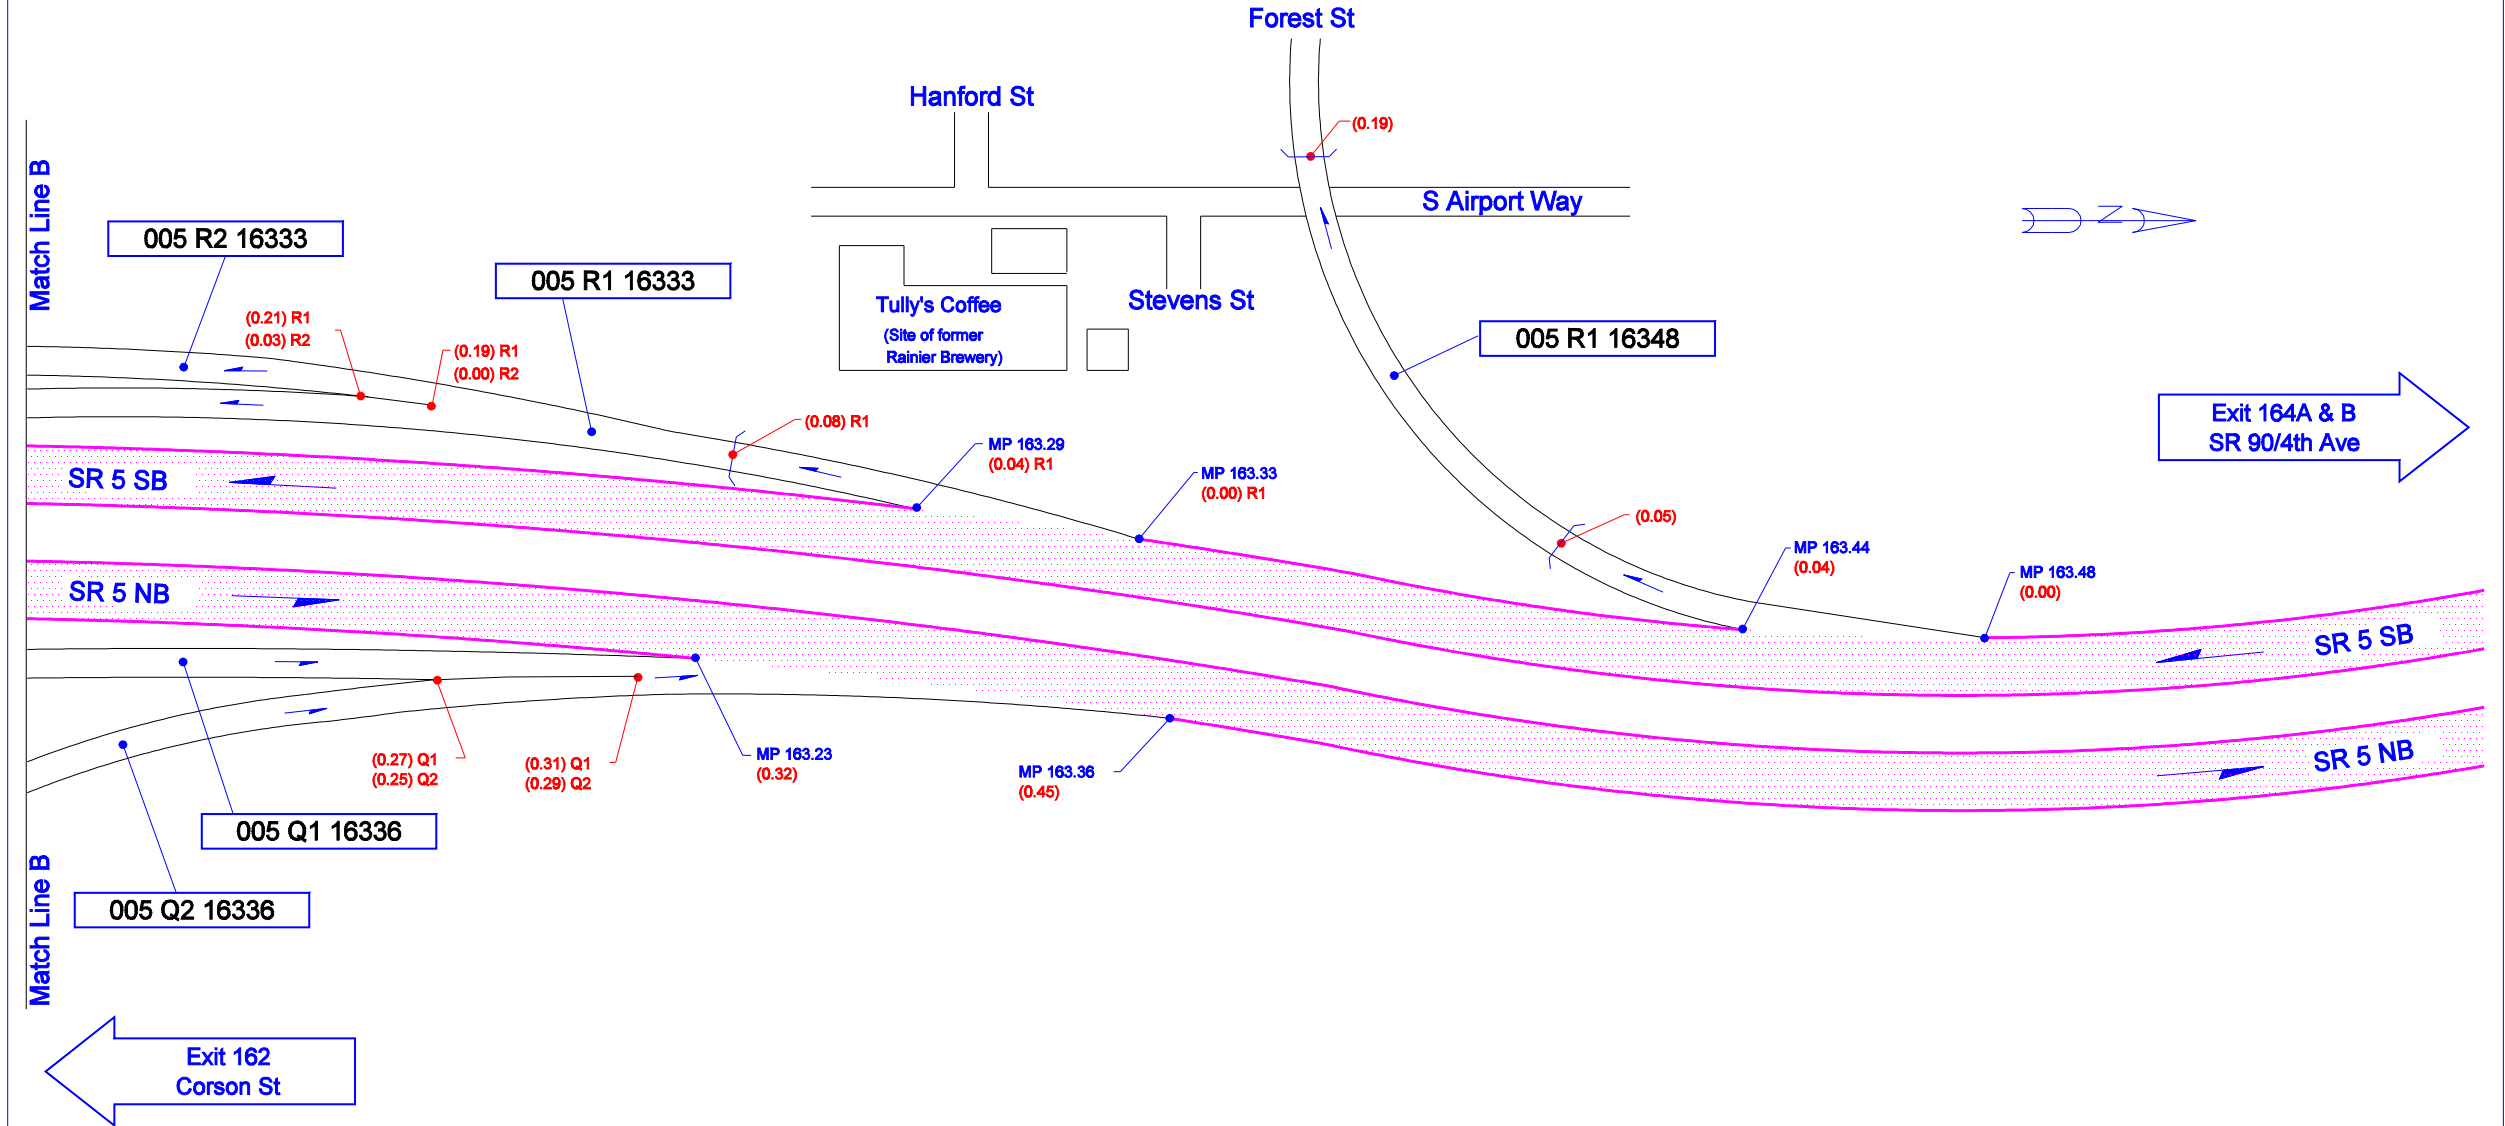 Forest St
Hanford St
(0.19)
Match Line B
S Airport Way
N
005 R2 16333
005 R1 16333
Tully's Coffee
(Site of former
Rainier Brewery)
Stevens St
(0.21) R1
(0.03) R2
(0.19) R1
(0.00) R2
005 R1 16348
(0.08) R1
Exit 164A & B
SR 90/4th Ave
MP 163.29
(0.04) R1
MP 163.33
(0.00) R1
SR 5 SB
(0.05)
MP 163.44
(0.04)
MP 163.48
(0.00)
SR 5 NB
SR 5 SB
(0.27) Q1
(0.25) Q2
(0.31) Q1
(0.29) Q2
MP 163.23
(0.32)
MP 163.36
(0.45)
SR 5 NB
005 Q1 16336
005 Q2 16336
Match Line B
Exit 162
Corson St